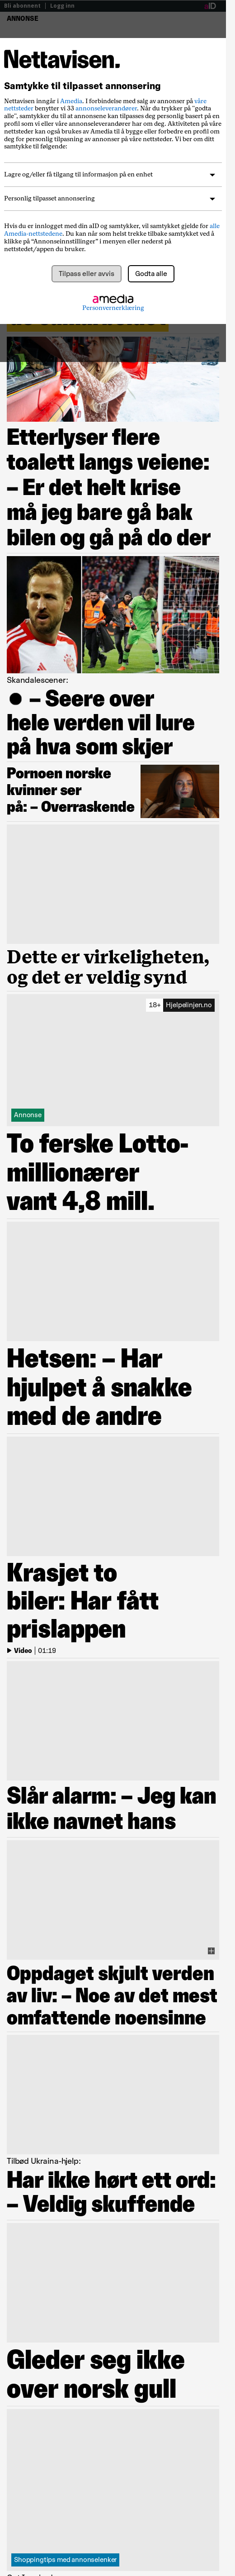 Bli abonnent | Logg inn
aID
ANNONSE
Nettavisen.
Samtykke til tilpasset annonsering
Nettavisen inngår i Amedia. I forbindelse med salg av annonser på våre
nettsteder benytter vi 33 annonseleverandører. Når du trykker på "godta
alle", samtykker du til at annonsene kan tilpasses deg personlig basert på en
profil som vi og/eller våre annonseleverandører har om deg. Besøk på våre
nettsteder kan også brukes av Amedia til å bygge eller forbedre en profil om
deg for personlig tilpasning av annonser på våre nettsteder. Vi ber om ditt
samtykke til følgende:
Lagre og/eller få tilgang til informasjon på en enhet
Personlig tilpasset annonsering
Hvis du er innlogget med din aID og samtykker, vil samtykket gjelde for alle
Amedia-nettstedene. Du kan når som helst trekke tilbake samtykket ved å
klikke på “Annonseinnstillinger” i menyen eller nederst på
nettstedet/appen du bruker.
Tilpass eller avvis
Godta alle
amedia
Personvernerklæring
Etterlyser flere
toalett langs veiene:
– Er det helt krise
må jeg bare gå bak
bilen og gå på do der
Skandalescener:
● – Seere over
hele verden vil lure
på hva som skjer
Pornoen norske
kvinner ser
på: – Overraskende
Dette er virkeligheten,
og det er veldig synd
18+ Hjelpelinjen.no
Annonse
To ferske Lotto-
millionærer
vant 4,8 mill.
Hetsen: – Har
hjulpet å snakke
med de andre
Krasjet to
biler: Har fått
prislappen
Video | 01:19
Slår alarm: – Jeg kan
ikke navnet hans
Oppdaget skjult verden
av liv: – Noe av det mest
omfattende noensinne
Tilbød Ukraina-hjelp:
Har ikke hørt ett ord:
– Veldig skuffende
Gleder seg ikke
over norsk gull
Shoppingtips med annonselenker